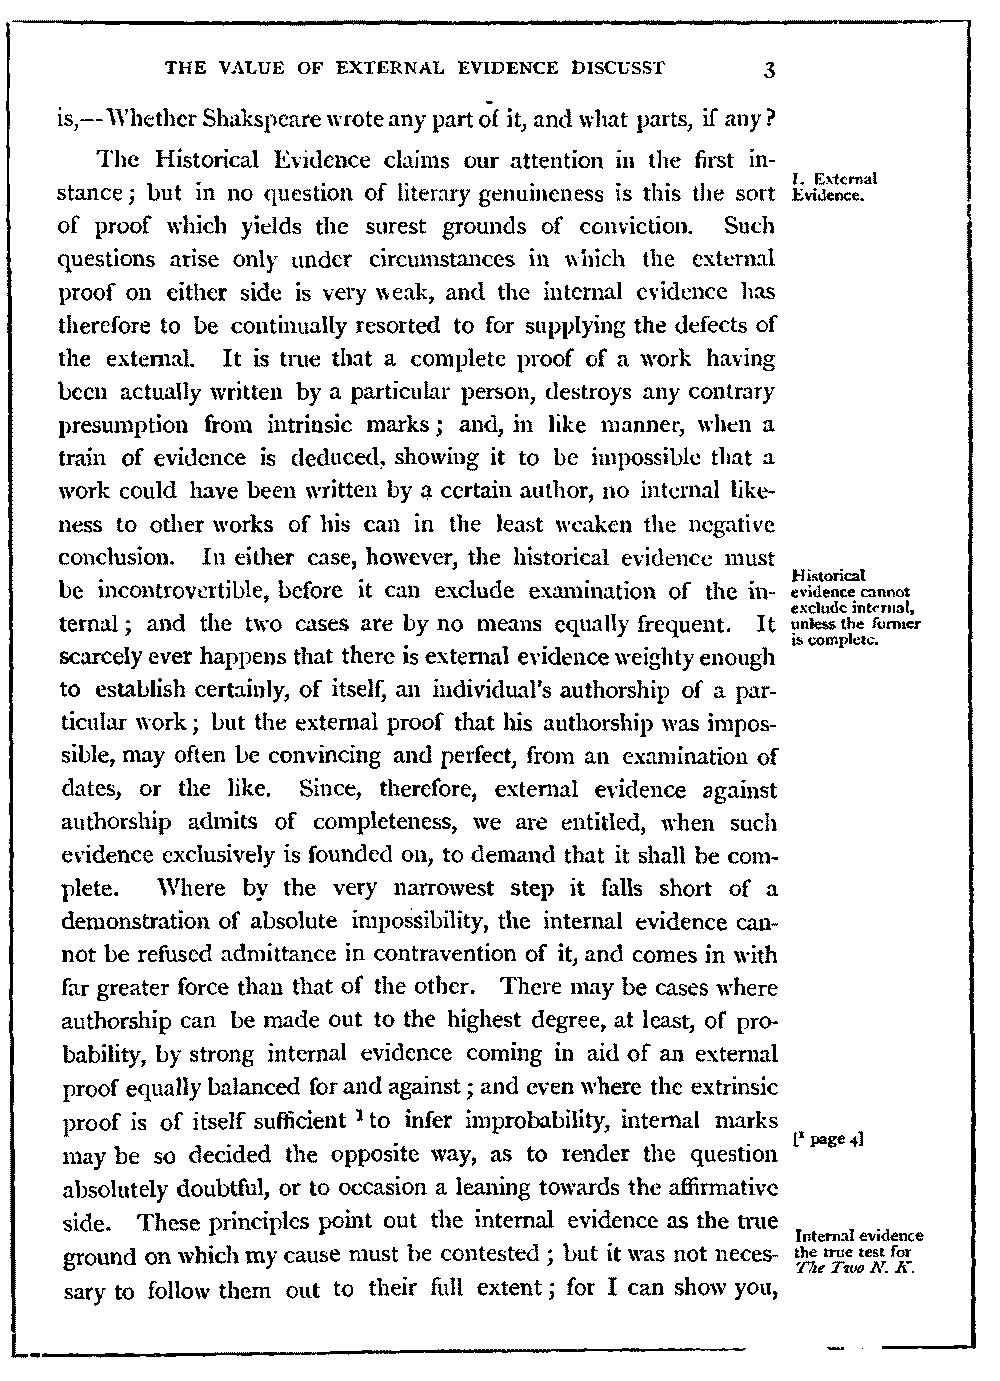 THE VALUE OF EXTERNAL EVIDENCE DISCUSST 3
is,—Whether Shakspeare wrote any part of it, and what parts, if any?
The Historical Evidence claims our attention in the first in-
stance; but in no question of literary genuineness is this the sort
I. External
Evidence.
of proof which yields the surest grounds of conviction. Such
questions arise only under circumstances in which the external
proof on either side is very weak, and the internal evidence has
therefore to be continually resorted to for supplying the defects of
the external. It is true that a complete proof of a work having
been actually written by a particular person, destroys any contrary
presumption from intrinsic marks; and, in like manner, when a
train of evidence is deduced, showing it to be impossible that a
work could have been written by a certain author, no internal like-
ness to other works of his can in the least weaken the negative
conclusion. In either case, however, the historical evidence must
be incontrovertible, before it can exclude examination of the in-
ternal; and the two cases are by no means equally frequent. It
Historical
evidence cannot
exclude internal,
unless the former
is complete.
scarcely ever happens that there is external evidence weighty enough
to establish certainly, of itself, an individual's authorship of a par-
ticular work; but the external proof that his authorship was impos-
sible, may often be convincing and perfect, from an examination of
dates, or the like. Since, therefore, external evidence against
authorship admits of completeness, we are entitled, when such
evidence exclusively is founded on, to demand that it shall be com-
plete. Where by the very narrowest step it falls short of a
demonstration of absolute impossibility, the internal evidence can-
not be refused admittance in contravention of it, and comes in with
far greater force than that of the other. There may be cases where
authorship can be made out to the highest degree, at least, of pro-
bability, by strong internal evidence coming in aid of an external
proof equally balanced for and against; and even where the extrinsic
proof is of itself sufficient ¹to infer improbability, internal marks
[¹ page 4]
may be so decided the opposite way, as to render the question
absolutely doubtful, or to occasion a leaning towards the affirmative
side. These principles point out the internal evidence as the true
ground on which my cause must be contested; but it was not neces-
sary to follow them out to their full extent; for I can show you,
Internal evidence
the true test for
The Two N. K.